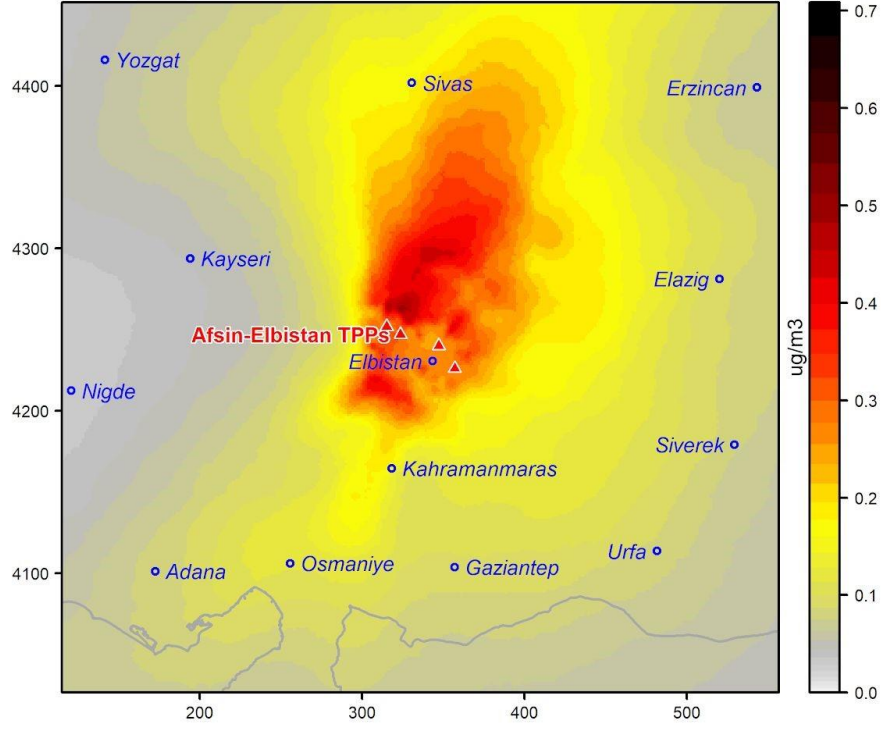 0.7
4400
Yozgat
Sivas
Erzincan
0.6
0.5
4300
Kayseri
Elazig
0.4
ug/m3
Afsin-Elbistan TPPs
Elbistan
0.3
4200
Nigde
Siverek
Kahramanmaras
0.2
4100
Adana
Osmaniye
Gaziantep
Urfa
0.1
0.0
200
300
400
500